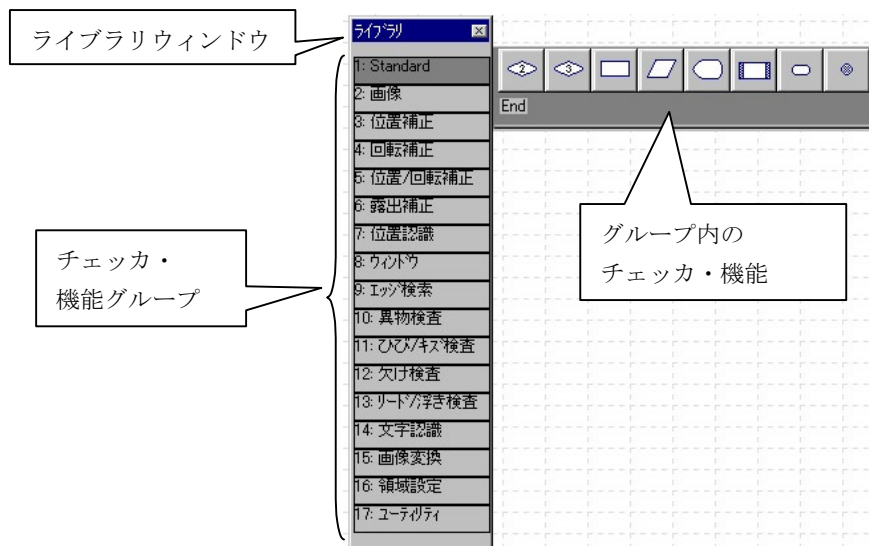 ライブラリウィンドウ
ﾗｲﾌﾞﾗﾘ
1: Standard
2: 画像
3: 位置補正
4: 回転補正
5: 位置/回転補正
6: 露出補正
7: 位置認識
8: ｳｨﾝﾄﾞｳ
9: ｴｯｼﾞ検索
10: 異物検査
11: ひび/ｷｽﾞ検査
12: 欠け検査
13: ﾘｰﾄﾞ/浮き検査
14: 文字認識
15: 画像変換
16: 領域設定
17: ﾕｰﾃｨﾘﾃｨ
チェッカ・
機能グループ
2
3
End
グループ内の
チェッカ・機能